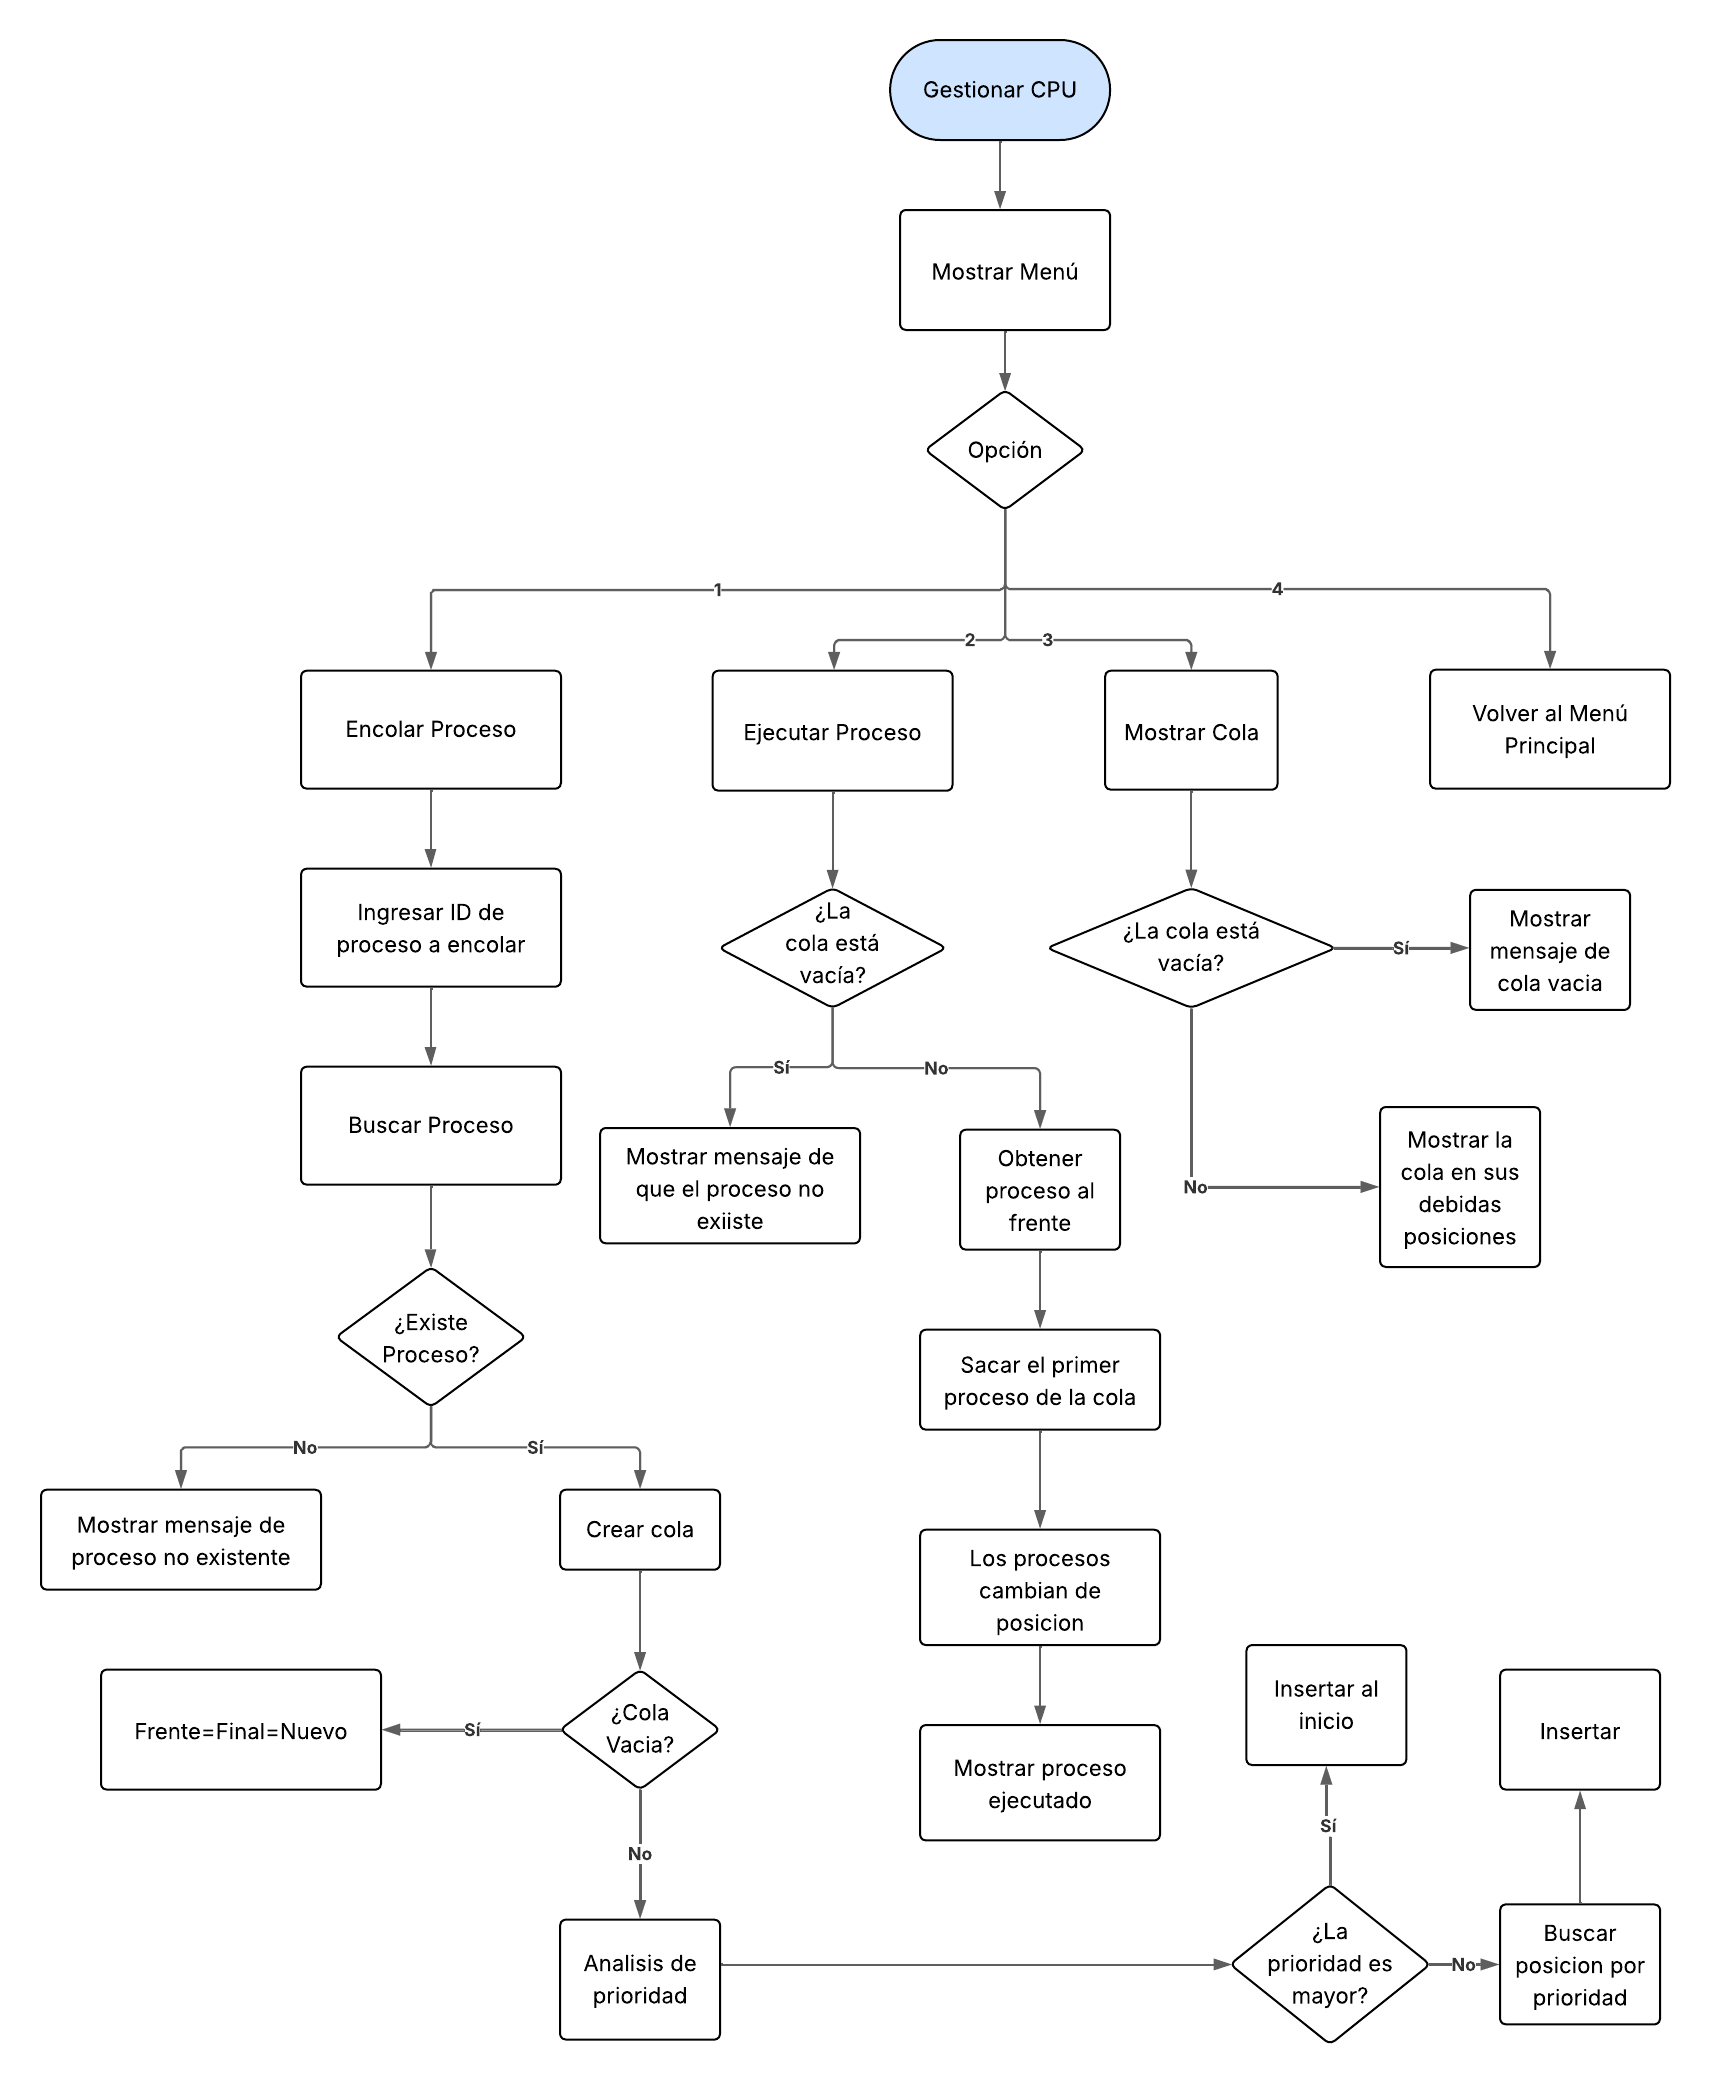 Gestionar CPU
Mostrar Menú
Opción
1
4
2
3
Encolar Proceso
Ejecutar Proceso
Mostrar Cola
Volver al Menú
Principal
Ingresar ID de
proceso a encolar
¿La
cola está
vacía?
¿La cola está
vacía?
Sí
Mostrar
mensaje de
cola vacia
Buscar Proceso
Sí
No
Mostrar mensaje de
que el proceso no
exiiste
Obtener
proceso al
frente
No
Mostrar la
cola en sus
debidas
posiciones
¿Existe
Proceso?
Sacar el primer
proceso de la cola
No
Sí
Mostrar mensaje de
proceso no existente
Crear cola
Los procesos
cambian de
posicion
Frente=Final=Nuevo
Sí
¿Cola
Vacia?
Mostrar proceso
ejecutado
Insertar al
inicio
Insertar
No
Sí
Analisis de
prioridad
¿La
prioridad es
mayor?
No
Buscar
posicion por
prioridad